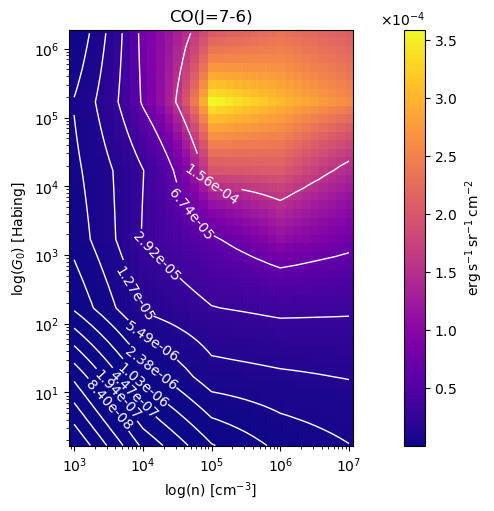 CO(J=7-6)
×10⁻⁴
10⁶
10⁵
10⁴
10³
10²
10¹
log(G₀) [Habing]
1.56e-04
6.74e-05
2.92e-05
1.27e-05
5.49e-06
2.38e-06
1.03e-06
4.47e-07
1.94e-07
8.40e-08
10³ 10⁴ 10⁵ 10⁶ 10⁷
log(n) [cm⁻³]
3.5
3.0
2.5
2.0
1.5
1.0
0.5
erg s⁻¹ sr⁻¹ cm⁻²